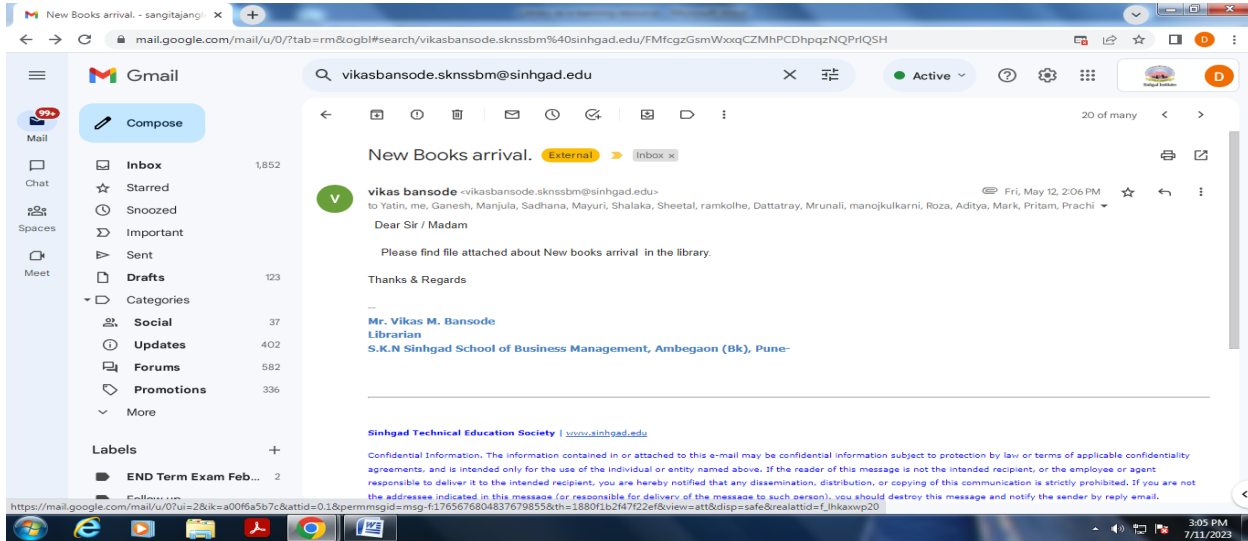 New Books arrival. - sangitajangl
mail.google.com/mail/u/0/?tab=rm&ogbl#search/vikasbansode.sknssbm%40sinhgad.edu/FMfcgzGsmWxxqCZMhPCDhpqzNQPrlQSH
Gmail
vikasbansode.sknssbm@sinhgad.edu
Active
D
99+
Mail
Chat
Spaces
Meet
Compose
Inbox 1,852
Starred
Snoozed
Important
Sent
Drafts 123
Categories
Social 37
Updates 402
Forums 582
Promotions 336
More
Labels
END Term Exam Feb... 2
20 of many
New Books arrival. External Inbox x
V
vikas bansode <vikasbansode.sknssbm@sinhgad.edu> Fri, May 12, 2:06 PM
to Yatin, me, Ganesh, Manjula, Sadhana, Mayuri, Shalaka, Sheetal, ramkolhe, Dattatray, Mrunali, manojkulkarni, Roza, Aditya, Mark, Pritam, Prachi
Dear Sir / Madam
Please find file attached about New books arrival in the library.
Thanks & Regards
--
Mr. Vikas M. Bansode
Librarian
S.K.N Sinhgad School of Business Management, Ambegaon (Bk), Pune-
Sinhgad Technical Education Society | www.sinhgad.edu
Confidential Information. The information contained in or attached to this e-mail may be confidential information subject to protection by law or terms of applicable confidentiality
agreements, and is intended only for the use of the individual or entity named above. If the reader of this message is not the intended recipient, or the employee or agent
responsible to deliver it to the intended recipient, you are hereby notified that any dissemination, distribution, or copying of this communication is strictly prohibited. If you are not
the addressee indicated in this message (or responsible for delivery of the message to such person), you should destroy this message and notify the sender by reply email.
https://mail.google.com/mail/u/0?ui=2&ik=a00f6a5b7c&attid=0.1&permmsgid=msg-f:1765676804837679855&th=1880f1b2f47f22ef&view=att&disp=safe&realattid=f_lhkaxwp20
3:05 PM
7/11/2023